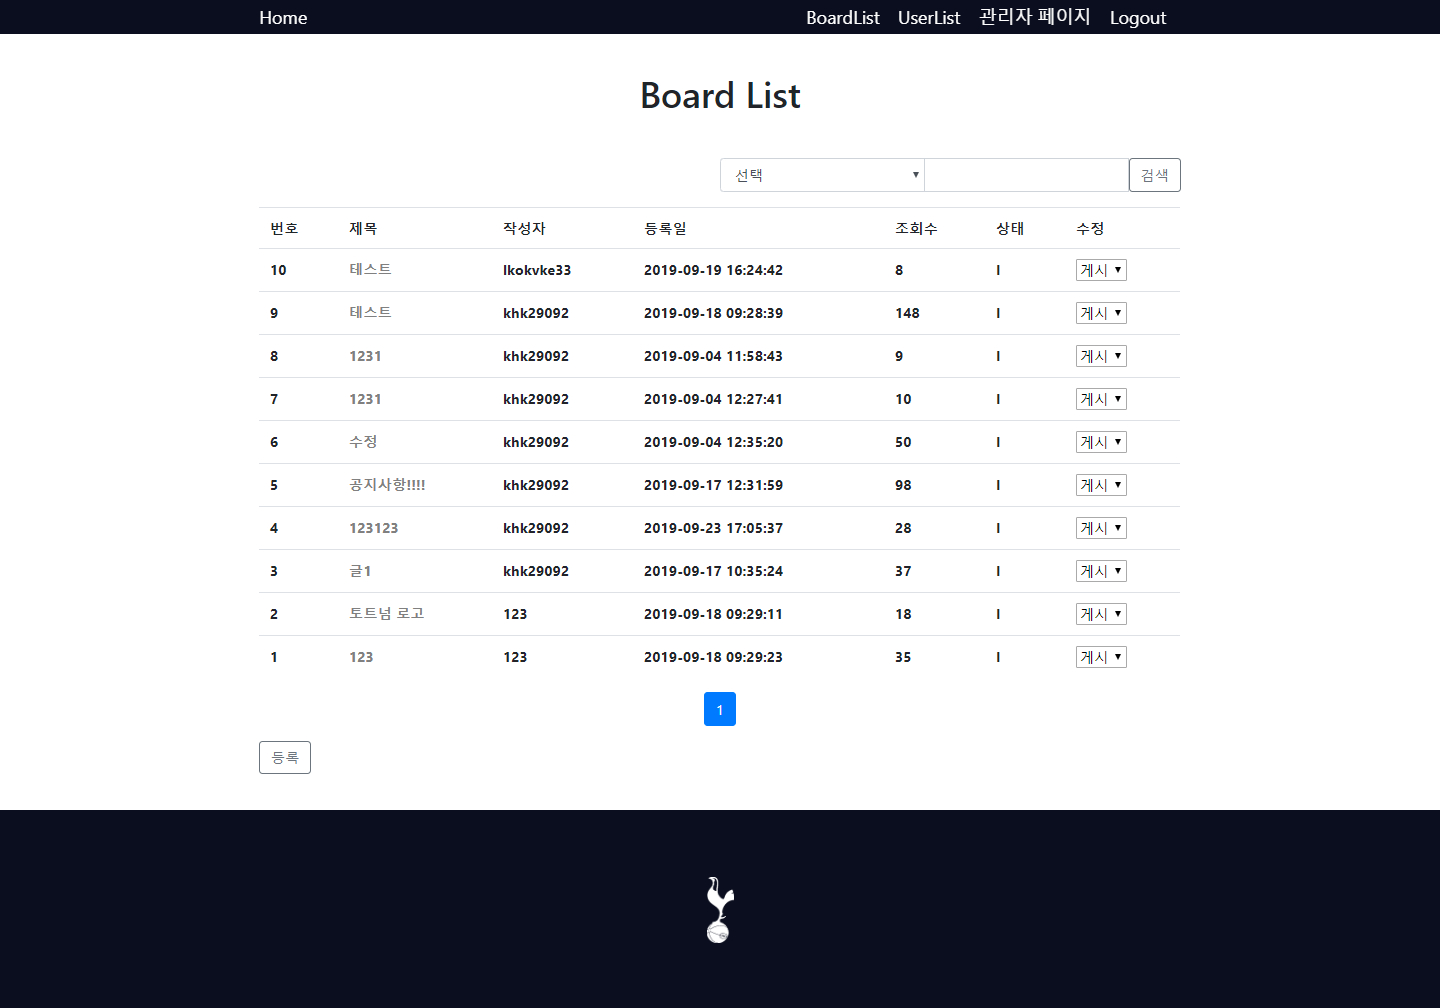 Home BoardList UserList 관리자 페이지 Logout
Board List
선택 검색
번호 제목 작성자 등록일 조회수 상태 수정
10 테스트 lkokvke33 2019-09-19 16:24:42 8 I 게시
9 테스트 khk29092 2019-09-18 09:28:39 148 I 게시
8 1231 khk29092 2019-09-04 11:58:43 9 I 게시
7 1231 khk29092 2019-09-04 12:27:41 10 I 게시
6 수정 khk29092 2019-09-04 12:35:20 50 I 게시
5 공지사항!!!! khk29092 2019-09-17 12:31:59 98 I 게시
4 123123 khk29092 2019-09-23 17:05:37 28 I 게시
3 글1 khk29092 2019-09-17 10:35:24 37 I 게시
2 토트넘 로고 123 2019-09-18 09:29:11 18 I 게시
1 123 123 2019-09-18 09:29:23 35 I 게시
1
등록